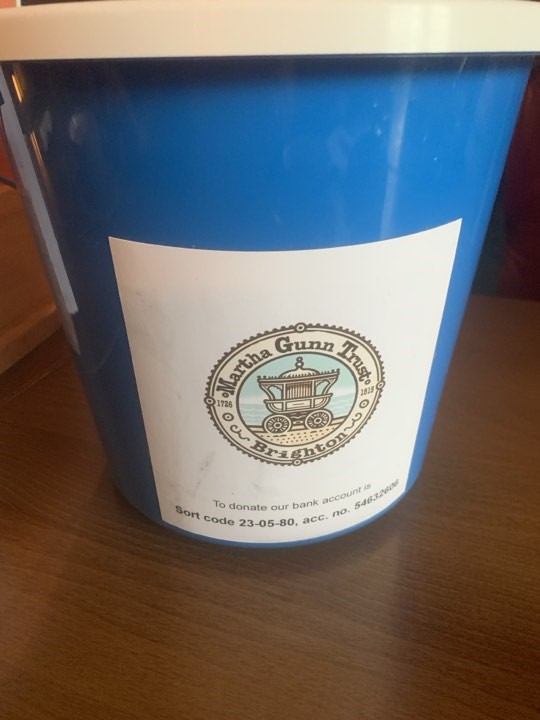 Martha Gunn Trust
1726
1815
Brighton
To donate our bank account is
Sort code 23-05-80, acc. no. 54632606